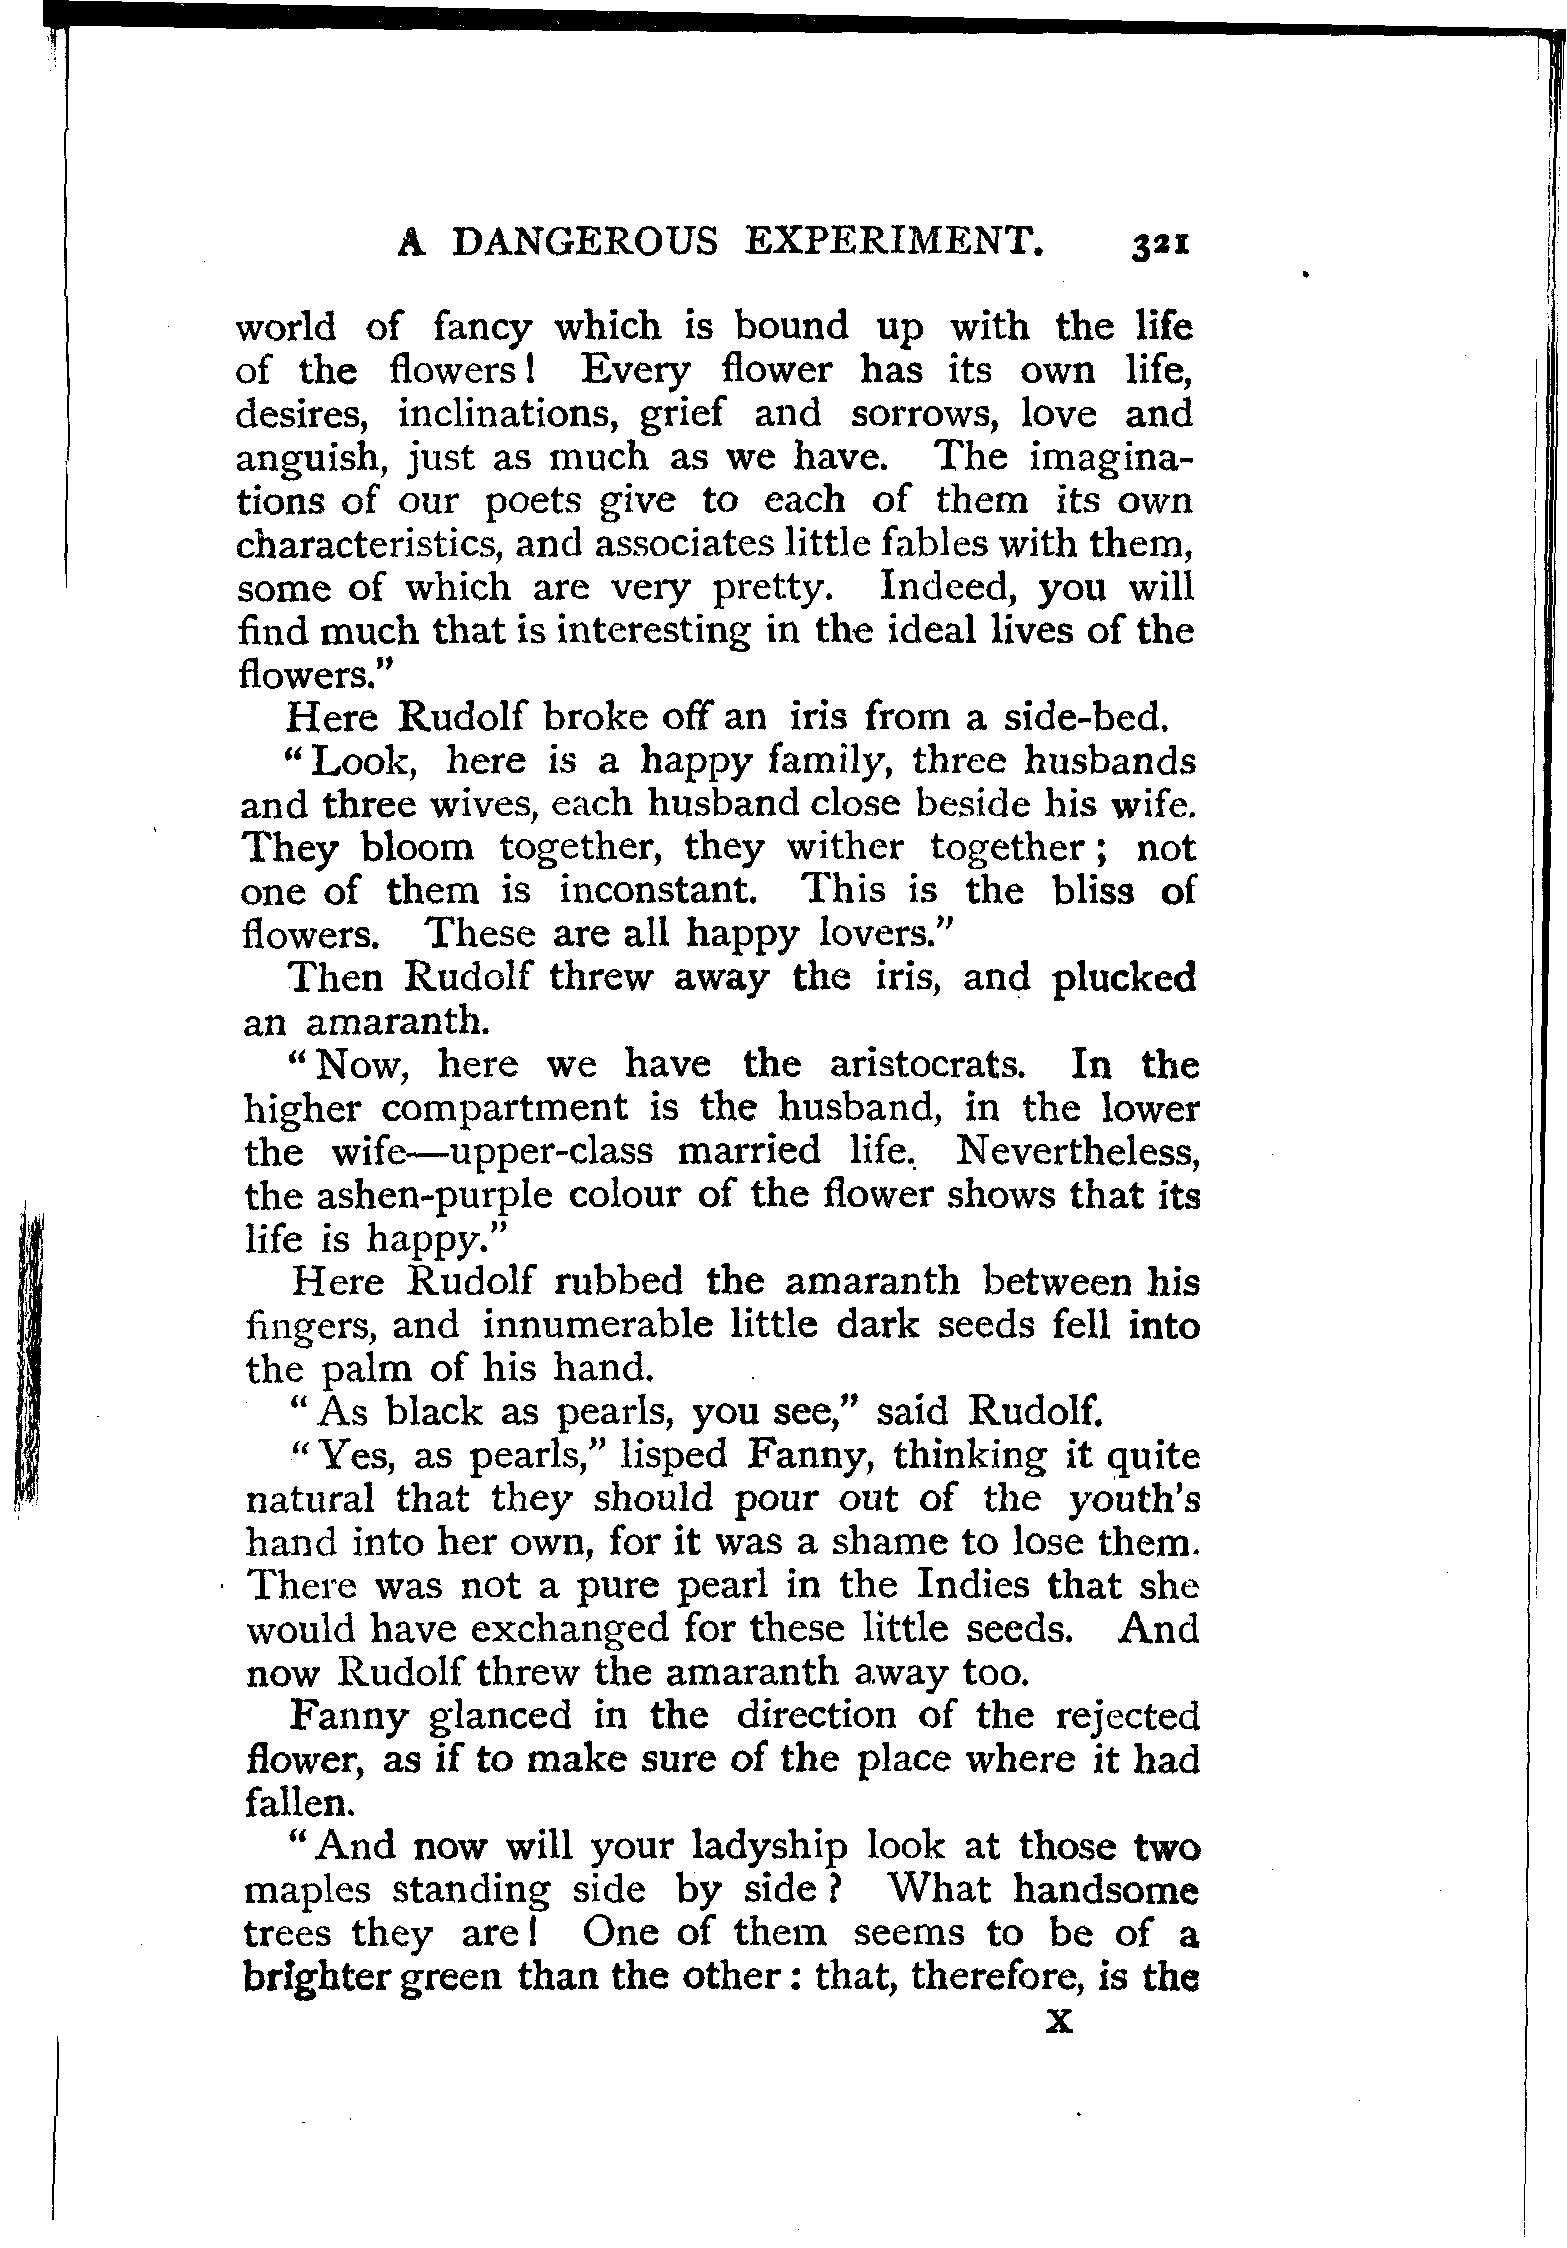 A DANGEROUS EXPERIMENT. 321
world of fancy which is bound up with the life
of the flowers! Every flower has its own life,
desires, inclinations, grief and sorrows, love and
anguish, just as much as we have. The imagina-
tions of our poets give to each of them its own
characteristics, and associates little fables with them,
some of which are very pretty. Indeed, you will
find much that is interesting in the ideal lives of the
flowers."
Here Rudolf broke off an iris from a side-bed.
"Look, here is a happy family, three husbands
and three wives, each husband close beside his wife.
They bloom together, they wither together; not
one of them is inconstant. This is the bliss of
flowers. These are all happy lovers."
Then Rudolf threw away the iris, and plucked
an amaranth.
"Now, here we have the aristocrats. In the
higher compartment is the husband, in the lower
the wife—upper-class married life. Nevertheless,
the ashen-purple colour of the flower shows that its
life is happy."
Here Rudolf rubbed the amaranth between his
fingers, and innumerable little dark seeds fell into
the palm of his hand.
"As black as pearls, you see," said Rudolf.
"Yes, as pearls," lisped Fanny, thinking it quite
natural that they should pour out of the youth's
hand into her own, for it was a shame to lose them.
There was not a pure pearl in the Indies that she
would have exchanged for these little seeds. And
now Rudolf threw the amaranth away too.
Fanny glanced in the direction of the rejected
flower, as if to make sure of the place where it had
fallen.
"And now will your ladyship look at those two
maples standing side by side? What handsome
trees they are! One of them seems to be of a
brighter green than the other: that, therefore, is the
X